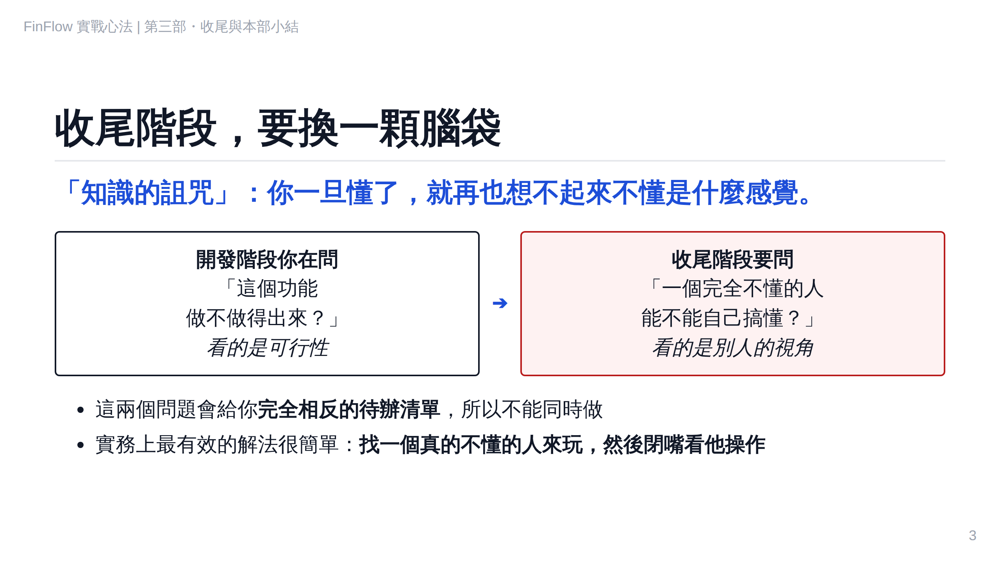 FinFlow 實戰心法 | 第三部・收尾與本部小結
收尾階段，要換一顆腦袋
「知識的詛咒」：你一旦懂了，就再也想不起來不懂是什麼感覺。
開發階段你在問
「這個功能
做不做得出來？」
看的是可行性
➔
收尾階段要問
「一個完全不懂的人
能不能自己搞懂？」
看的是別人的視角
• 這兩個問題會給你完全相反的待辦清單，所以不能同時做
• 實務上最有效的解法很簡單：找一個真的不懂的人來玩，然後閉嘴看他操作
3